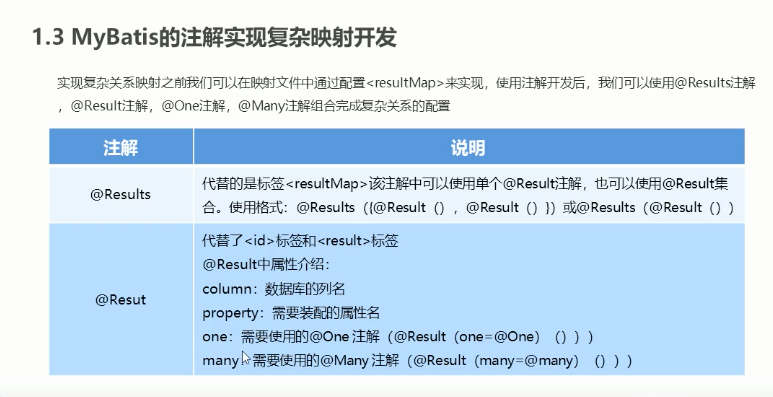 1.3 MyBatis的注解实现复杂映射开发
实现复杂关系映射之前我们可以在映射文件中通过配置<resultMap>来实现，使用注解开发后，我们可以使用@Results注解
，@Result注解，@One注解，@Many注解组合完成复杂关系的配置
注解 说明
@Results
代替的是标签<resultMap>该注解中可以使用单个@Result注解，也可以使用@Result集
合。使用格式：@Results（{@Result（），@Result（）}）或@Results（@Result（））
@Resut
代替了<id>标签和<result>标签
@Result中属性介绍：
column：数据库的列名
property：需要装配的属性名
one：需要使用的@One 注解（@Result（one=@One）（）））
many：需要使用的@Many 注解（@Result（many=@many）（）））